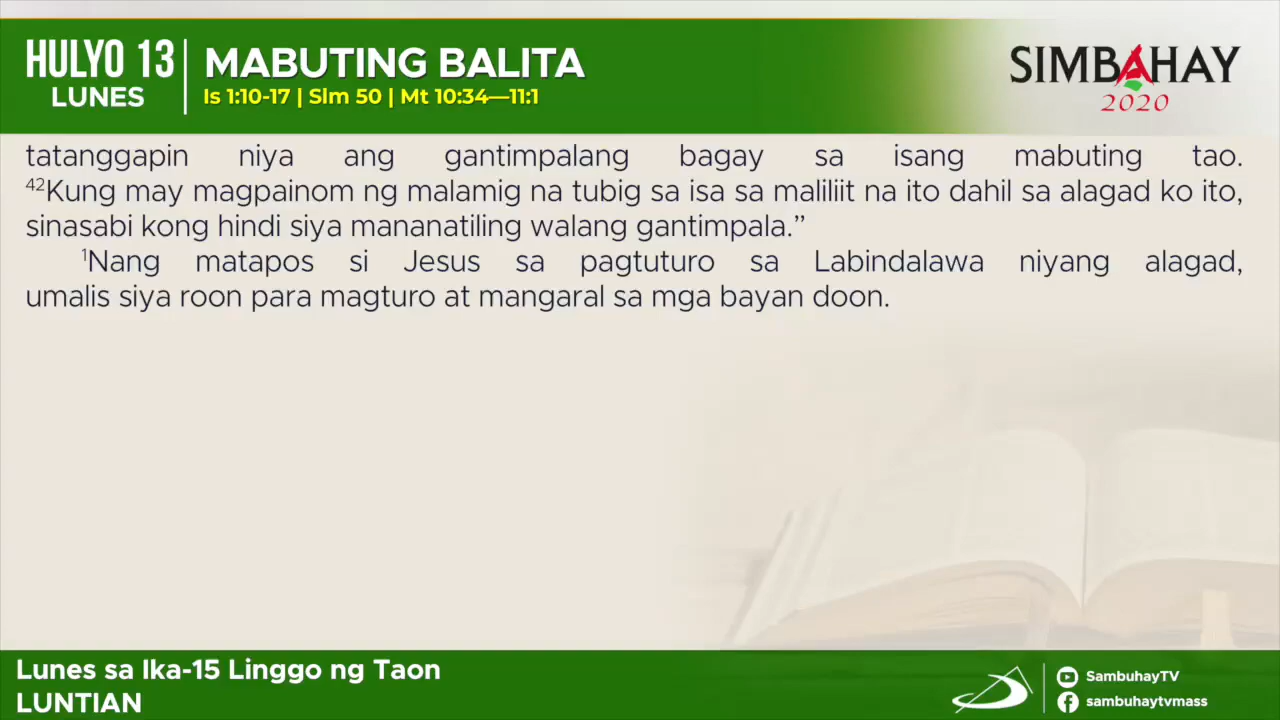 HULYO 13
LUNES
MABUTING BALITA
Is 1:10-17 | Slm 50 | Mt 10:34—11:1
SIMBAHAY
2020
tatanggapin niya ang gantimpalang bagay sa isang mabuting tao.
42Kung may magpainom ng malamig na tubig sa isa sa maliliit na ito dahil sa alagad ko ito,
sinasabi kong hindi siya mananatiling walang gantimpala.”
1Nang matapos si Jesus sa pagtuturo sa Labindalawa niyang alagad,
umalis siya roon para magturo at mangaral sa mga bayan doon.
Lunes sa Ika-15 Linggo ng Taon
LUNTIAN
SambuhayTV
sambuhaytvmass